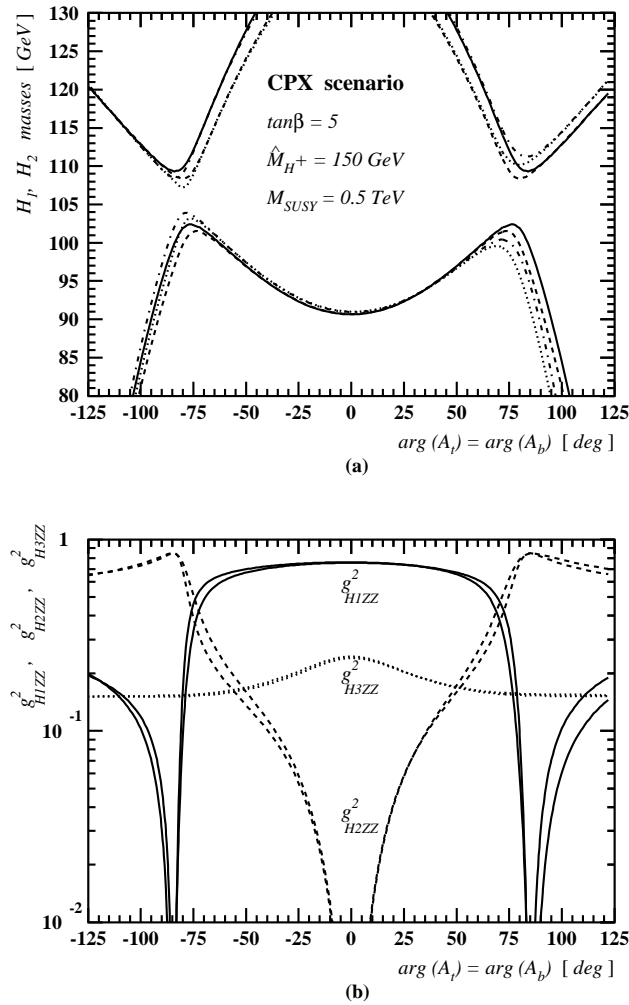 H1, H2 masses [ GeV ]
130
125
120
115
110
105
100
95
90
85
80
CPX scenario
tanβ = 5
M̂H+ = 150 GeV
MSUSY = 0.5 TeV
-125 -100 -75 -50 -25 0 25 50 75 100 125
arg (At) = arg (Ab) [ deg ]
(a)
g²H1ZZ, g²H2ZZ, g²H3ZZ
1
10⁻¹
10⁻²
g²H1ZZ
g²H3ZZ
g²H2ZZ
-125 -100 -75 -50 -25 0 25 50 75 100 125
arg (At) = arg (Ab) [ deg ]
(b)